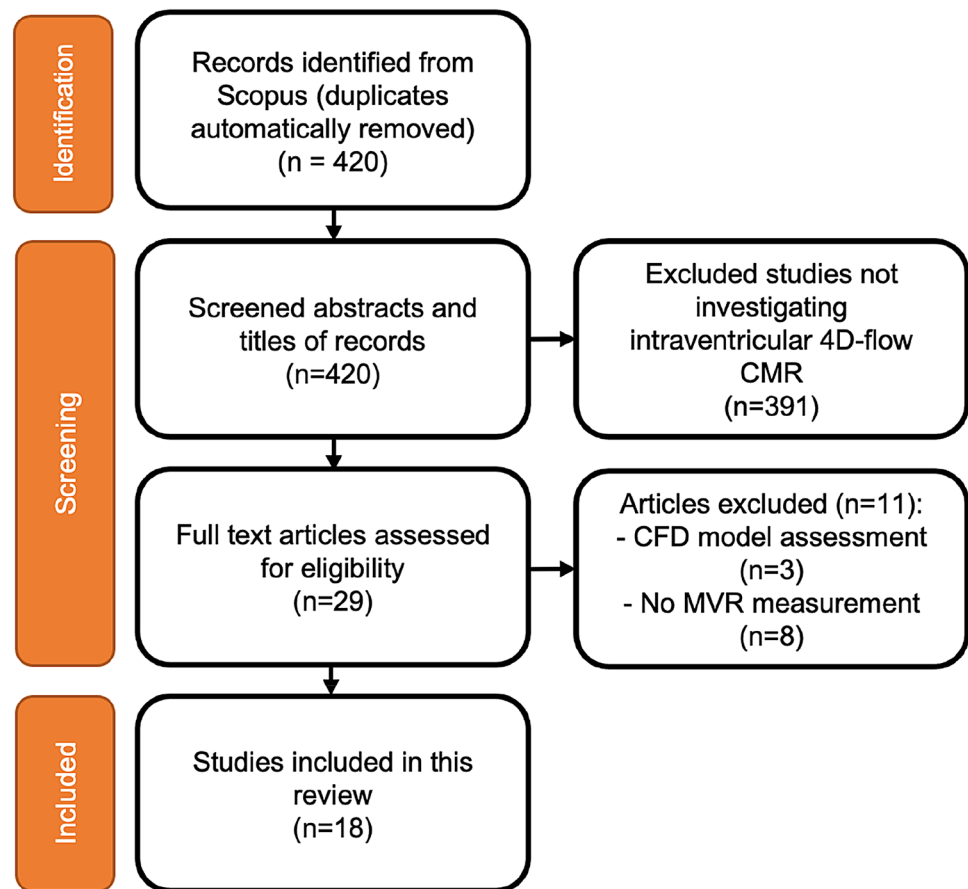 Identification
Records identified from
Scopus (duplicates
automatically removed)
(n = 420)
Screening
Screened abstracts and
titles of records
(n=420)
Excluded studies not
investigating
intraventricular 4D-flow
CMR
(n=391)
Full text articles assessed
for eligibility
(n=29)
Articles excluded (n=11):
- CFD model assessment
(n=3)
- No MVR measurement
(n=8)
Included
Studies included in this
review
(n=18)